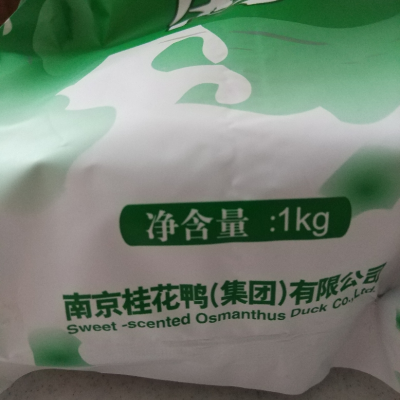 净含量 :1kg
南京桂花鸭(集团)有限公司
Sweet -scented Osmanthus Duck Co.,Ltd.